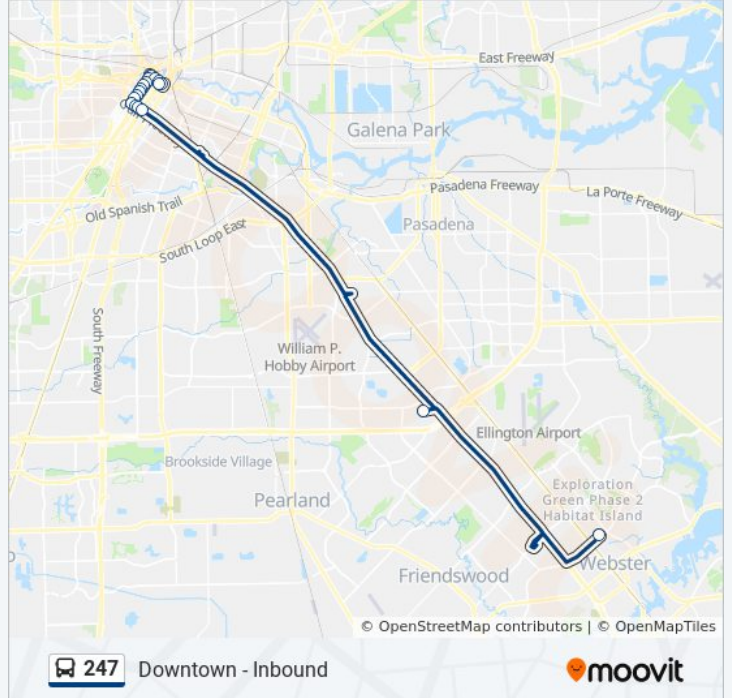 East Freeway
Galena Park
Pasadena Freeway
La Porte Freeway
Old Spanish Trail
Pasadena
South Loop East
South Freeway
William P.
Hobby Airport
Ellington Airport
Brookside Village
Exploration
Green Phase 2
Habitat Island
Pearland
Webster
Friendswood
© OpenStreetMap contributors | © OpenMapTiles
247 Downtown - Inbound
moovit